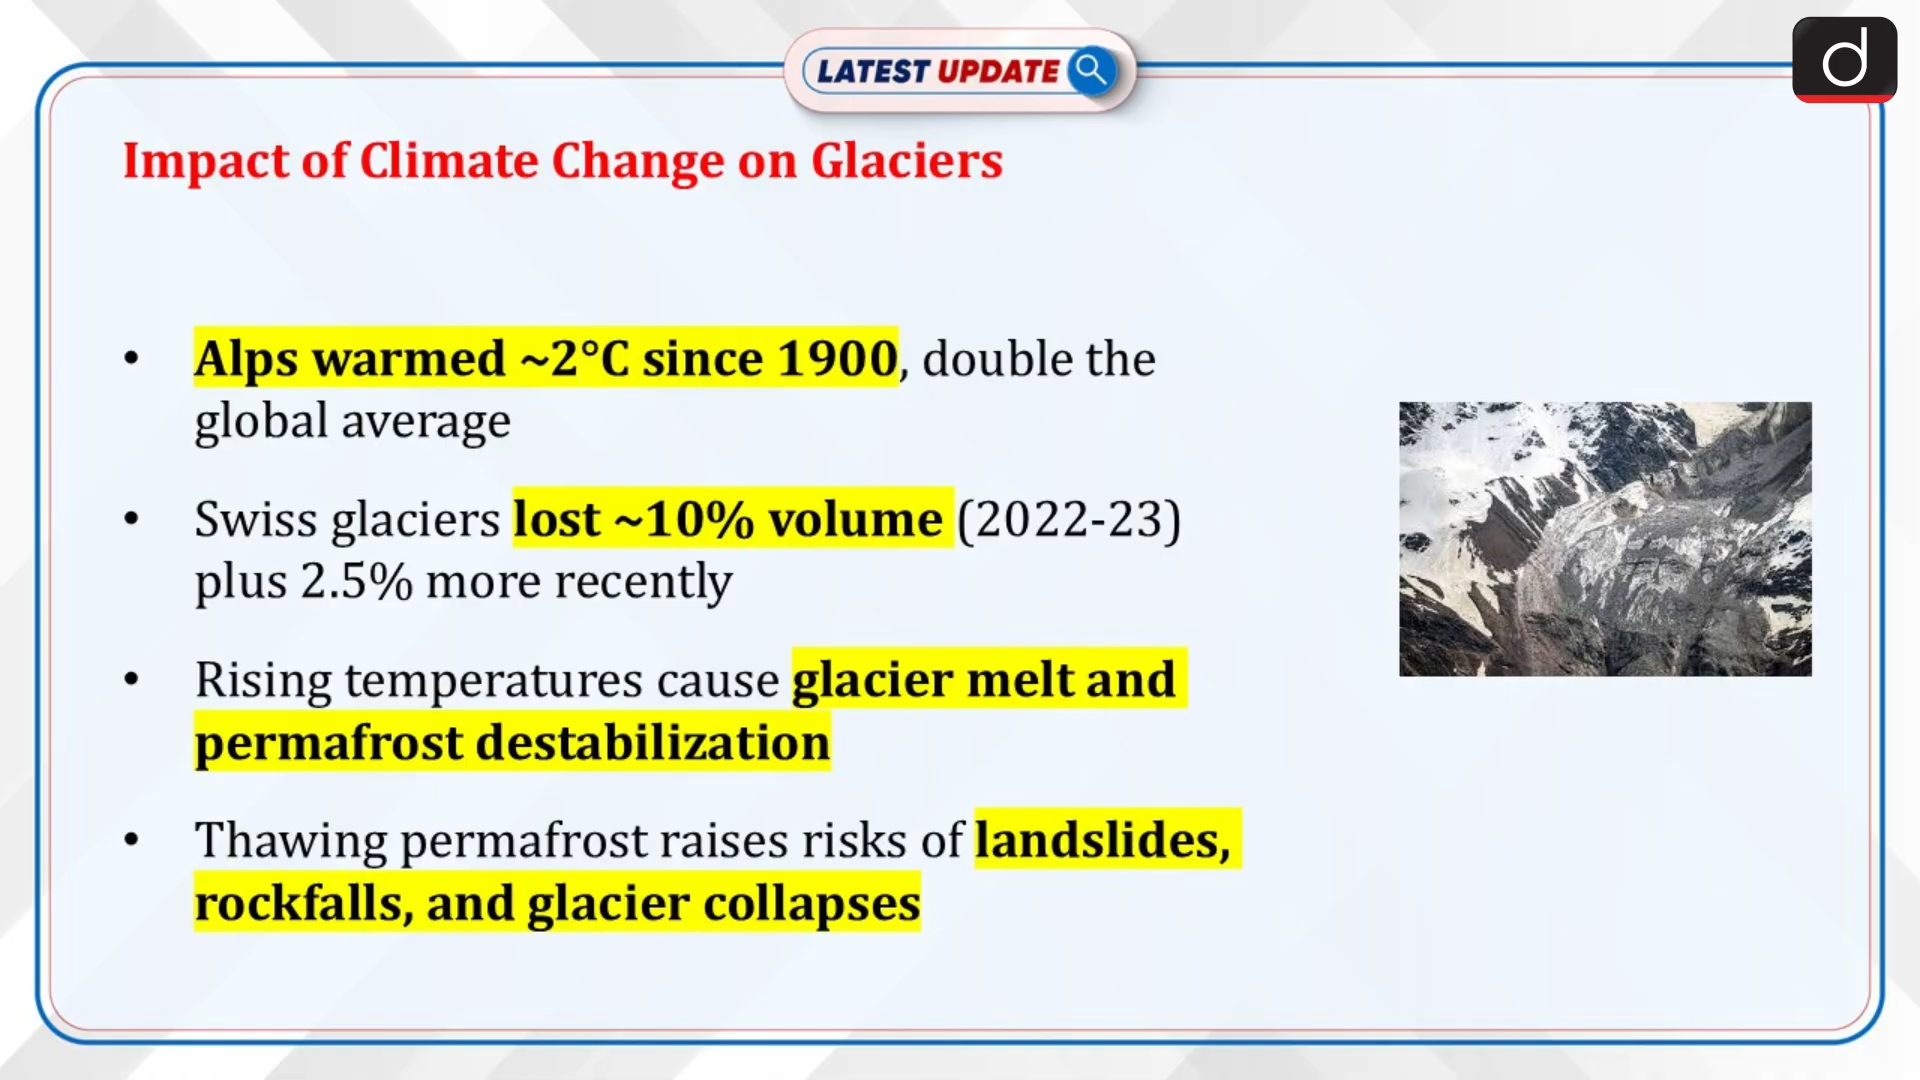 LATEST UPDATE
d
Impact of Climate Change on Glaciers
• Alps warmed ~2°C since 1900, double the
global average
• Swiss glaciers lost ~10% volume (2022-23)
plus 2.5% more recently
• Rising temperatures cause glacier melt and
permafrost destabilization
• Thawing permafrost raises risks of landslides,
rockfalls, and glacier collapses